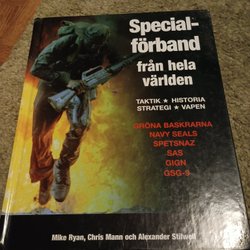 Special-
förband
från hela
världen
TAKTIK ★ HISTORIA
STRATEGI ★ VAPEN
GRÖNA BASKRARNA
NAVY SEALS
SPETSNAZ
SAS
GIGN
GSG-9
Mike Ryan, Chris Mann och Alexander Stilwell